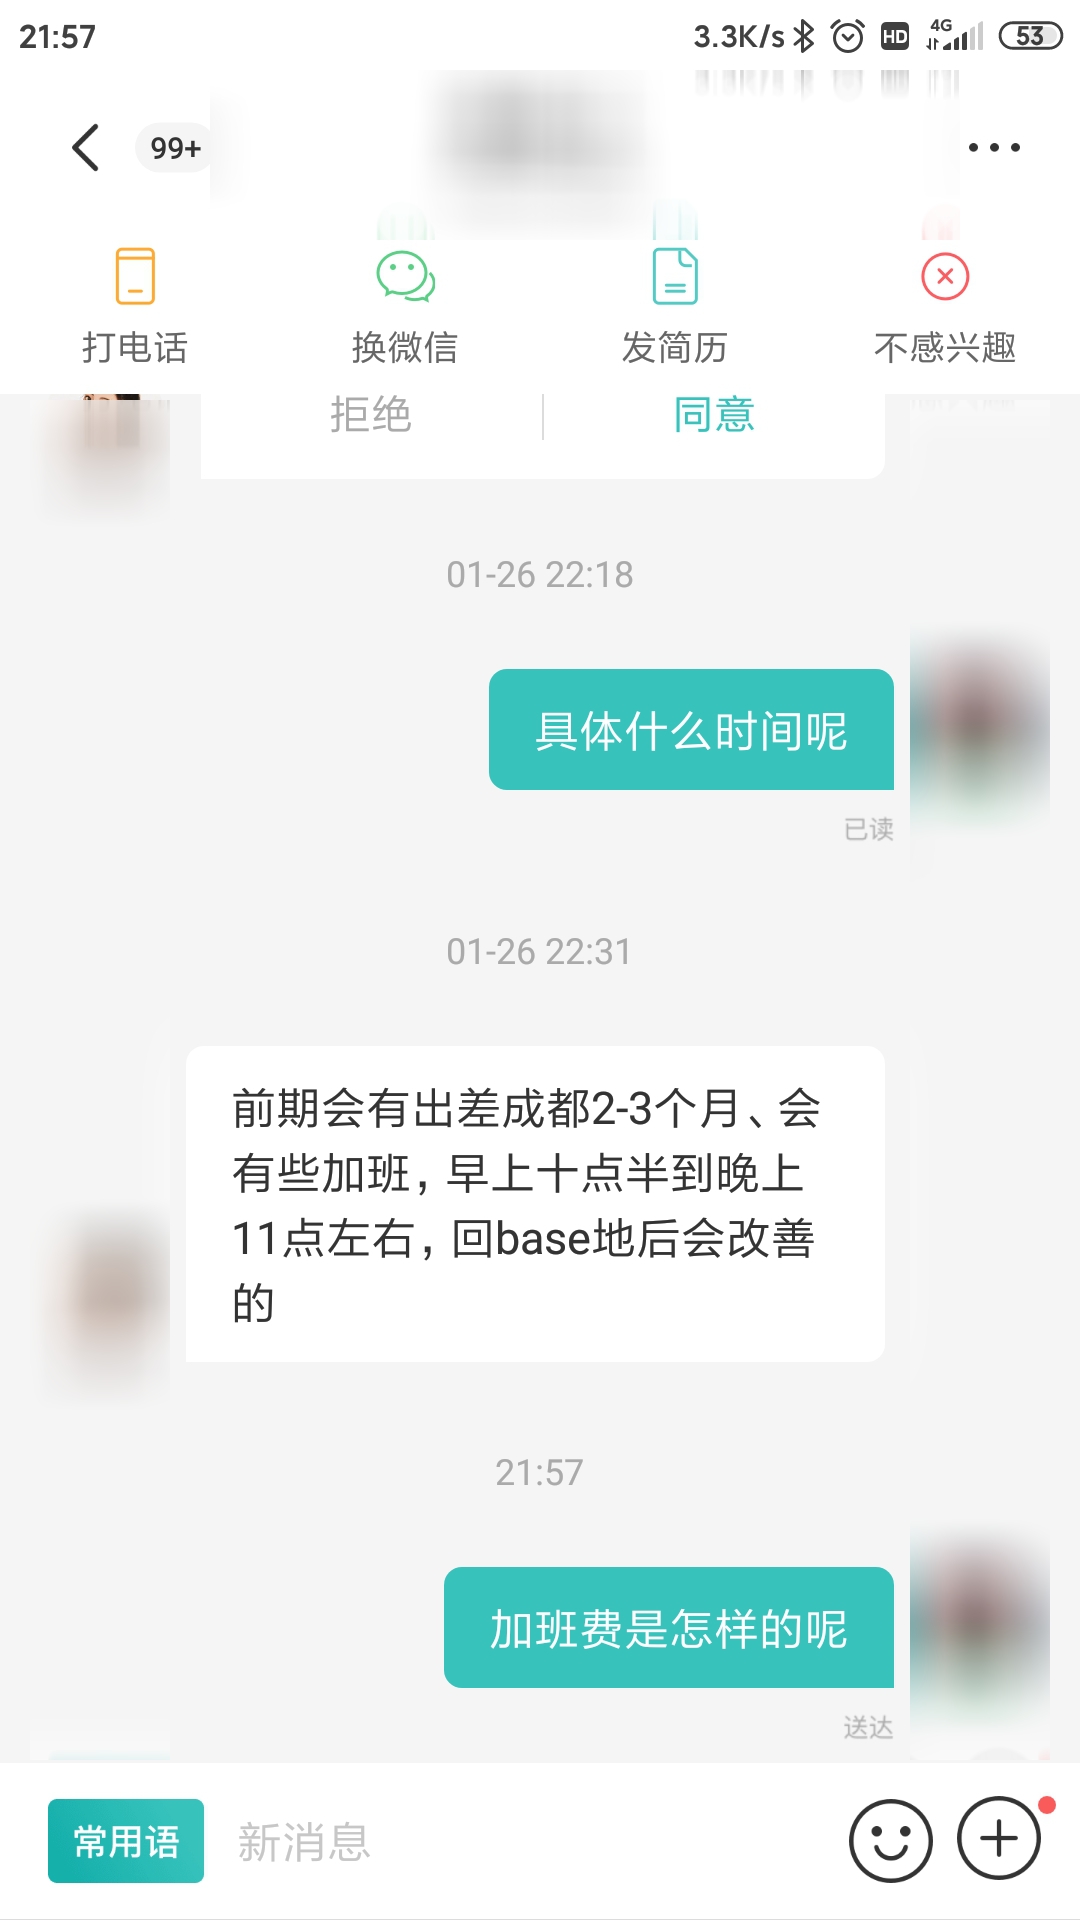 21:57 3.3K/s HD 4G 53
99+
打电话 换微信 发简历 不感兴趣
拒绝 同意
01-26 22:18
具体什么时间呢
已读
01-26 22:31
前期会有出差成都2-3个月、会
有些加班，早上十点半到晚上
11点左右，回base地后会改善
的
21:57
加班费是怎样的呢
送达
常用语 新消息